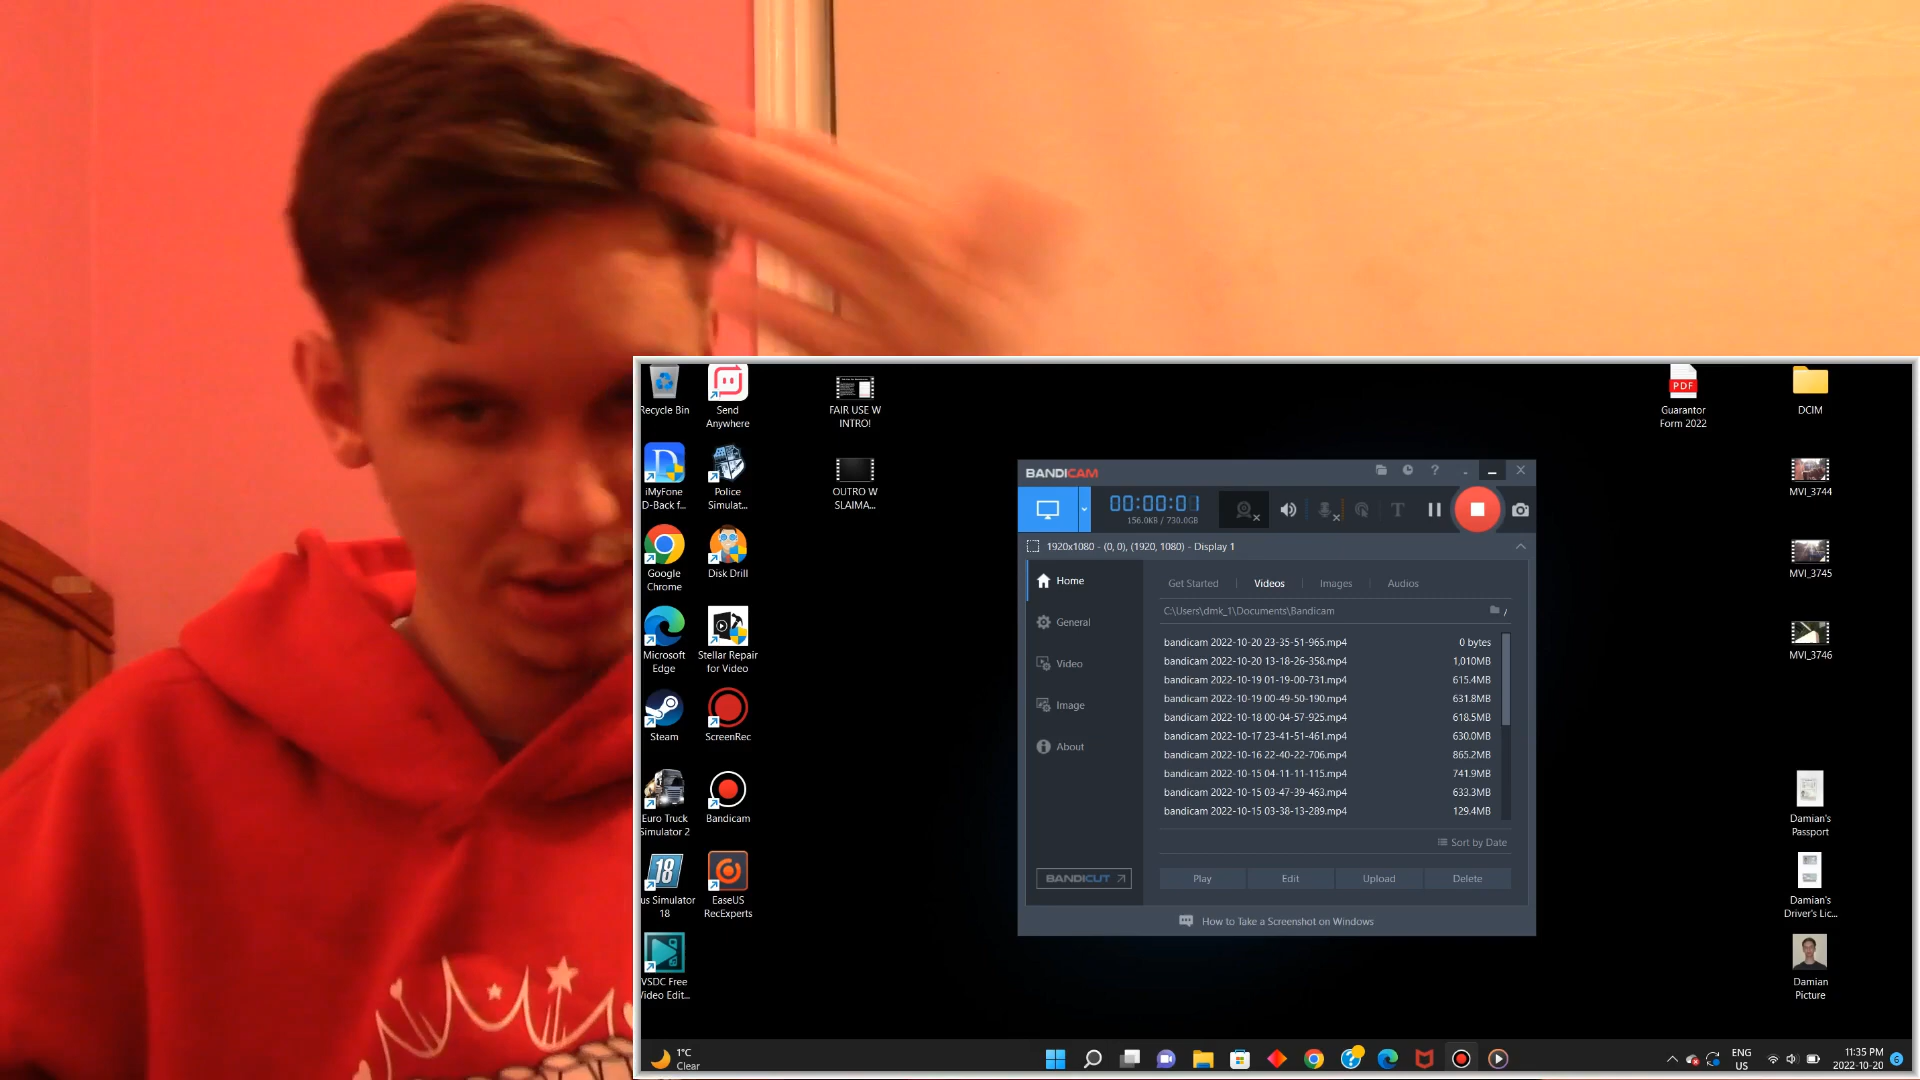 Recycle Bin
Send
Anywhere
FAIR USE W
INTRO!
Guarantor
Form 2022
PDF
DCIM
iMyFone
D-Back f...
Police
Simulat...
OUTRO W
SLAIMA...
MVI_3744
Google
Chrome
Disk Drill
MVI_3745
Microsoft
Edge
Stellar Repair
for Video
MVI_3746
Steam
ScreenRec
Euro Truck
Simulator 2
Bandicam
Damian's
Passport
18
us Simulator
18
EaseUS
RecExperts
Damian's
Driver's Lic...
VSDC Free
Video Edit...
Damian
Picture
BANDICAM
00:00:01
156.0KB / 730.0GB
1920x1080 - (0, 0), (1920, 1080) - Display 1
Home
General
Video
Image
About
BANDICUT
Get Started
Videos
Images
Audios
C:\Users\dmk_1\Documents\Bandicam
bandicam 2022-10-20 23-35-51-965.mp4 0 bytes
bandicam 2022-10-20 13-18-26-358.mp4 1,010MB
bandicam 2022-10-19 01-19-00-731.mp4 615.4MB
bandicam 2022-10-19 00-49-50-190.mp4 631.8MB
bandicam 2022-10-18 00-04-57-925.mp4 618.5MB
bandicam 2022-10-17 23-41-51-461.mp4 630.0MB
bandicam 2022-10-16 22-40-22-706.mp4 865.2MB
bandicam 2022-10-15 04-11-11-115.mp4 741.9MB
bandicam 2022-10-15 03-47-39-463.mp4 633.3MB
bandicam 2022-10-15 03-38-13-289.mp4 129.4MB
Sort by Date
Play
Edit
Upload
Delete
How to Take a Screenshot on Windows
1°C
Clear
ENG
US
11:35 PM
2022-10-20
6